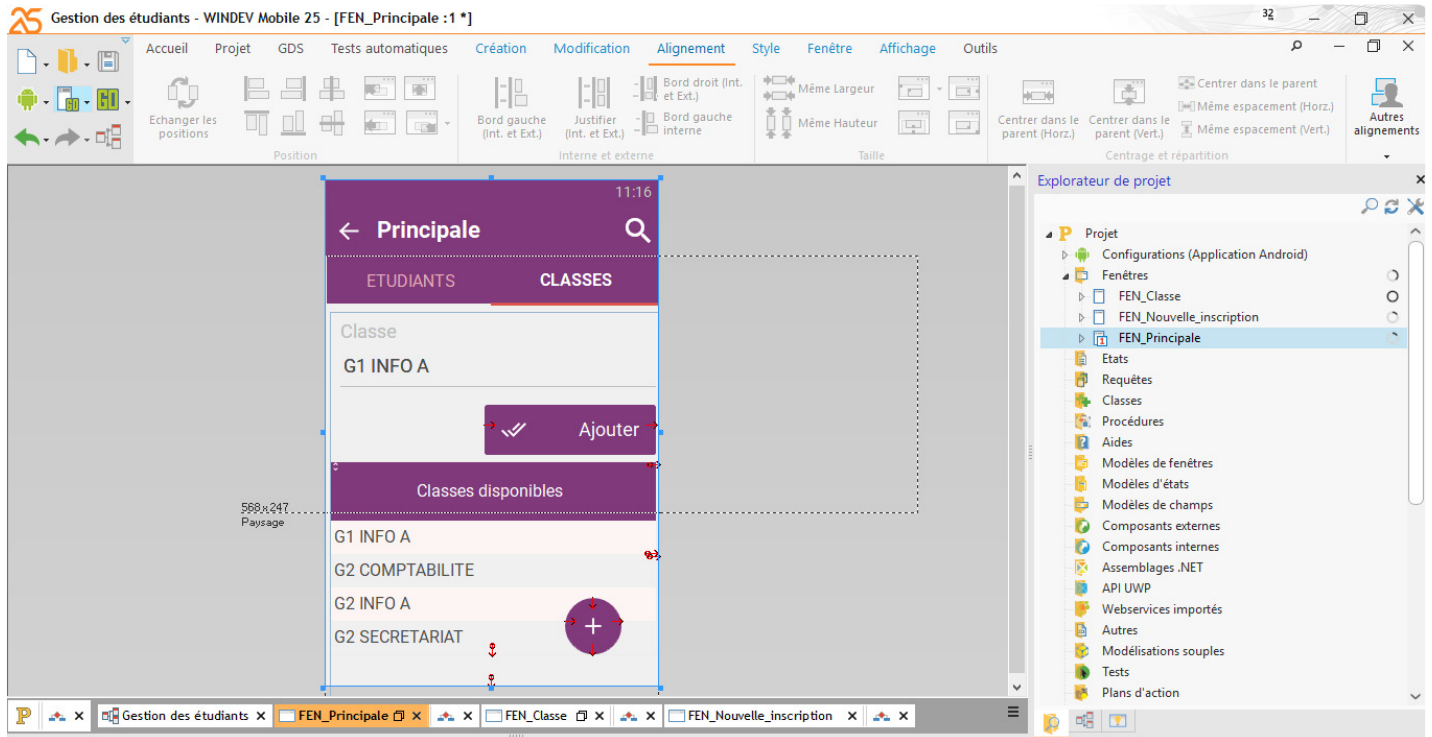 25 Gestion des étudiants - WINDEV Mobile 25 - [FEN_Principale :1 *]
32
Accueil Projet GDS Tests automatiques Création Modification Alignement Style Fenêtre Affichage Outils
Echanger les positions
Position
Bord gauche (Int. et Ext.)
Justifier (Int. et Ext.)
Bord droit (Int. et Ext.)
Bord gauche interne
Interne et externe
Même Largeur
Même Hauteur
Taille
Centrer dans le parent (Horz.)
Centrer dans le parent (Vert.)
Centrer dans le parent
Même espacement (Horz.)
Même espacement (Vert.)
Centrage et répartition
Autres alignements
11:16
Principale
ETUDIANTS CLASSES
Classe
G1 INFO A
Ajouter
Classes disponibles
568x247
Paysage
G1 INFO A
G2 COMPTABILITE
G2 INFO A
G2 SECRETARIAT
+
Explorateur de projet
Projet
Configurations (Application Android)
Fenêtres
FEN_Classe
FEN_Nouvelle_inscription
FEN_Principale
Etats
Requêtes
Classes
Procédures
Aides
Modèles de fenêtres
Modèles d'états
Modèles de champs
Composants externes
Composants internes
Assemblages .NET
API UWP
Webservices importés
Autres
Modélisations souples
Tests
Plans d'action
Gestion des étudiants FEN_Principale FEN_Classe FEN_Nouvelle_inscription